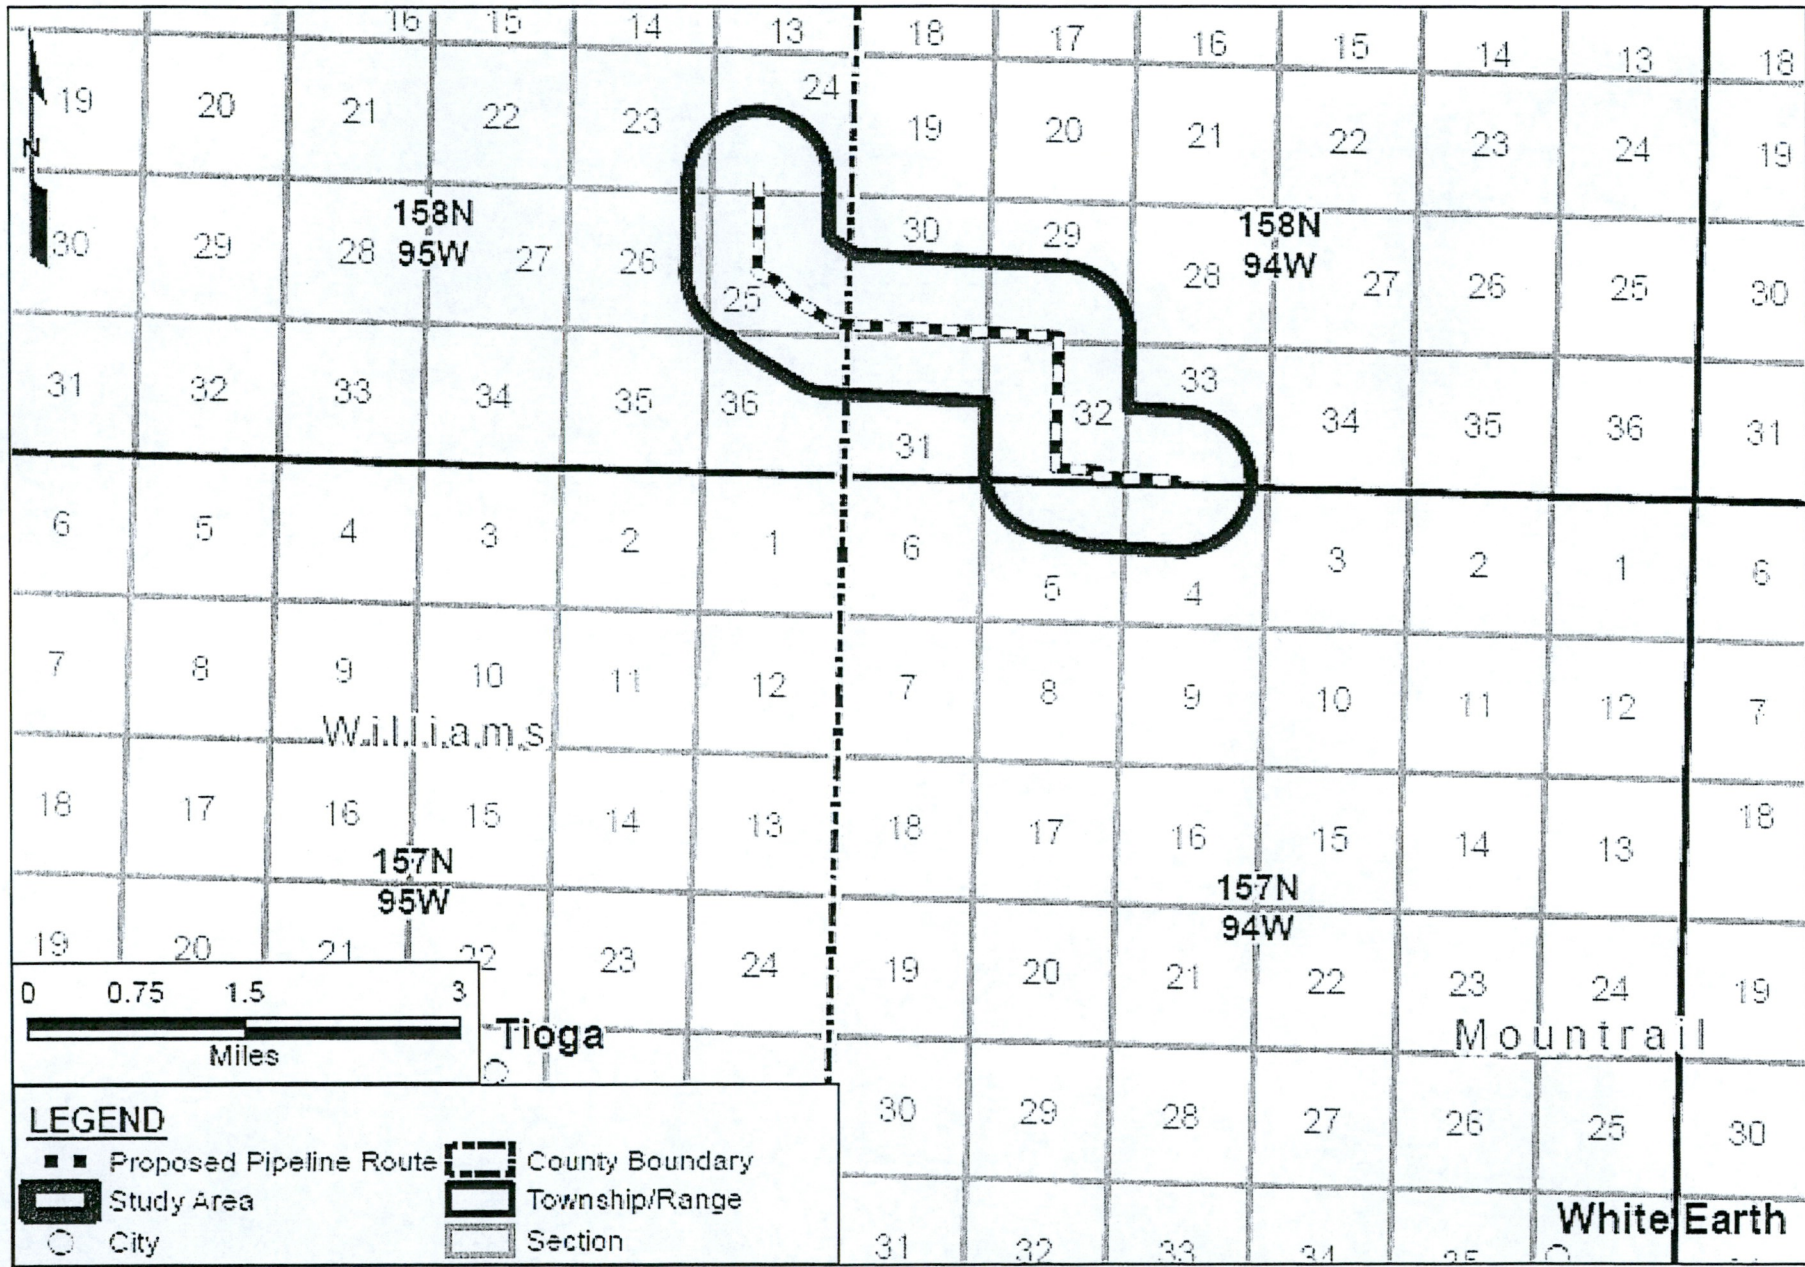 16 15 14 13 18 17 16 15 14 13 18
19 20 21 22 23 24 19 20 21 22 23 24 19
N
158N
95W
158N
94W
30 29 28 27 26 25 30 29 28 27 26 25 30
31 32 33 34 35 36 31 32 33 34 35 36 31
6 5 4 3 2 1 6 5 4 3 2 1 6
7 8 9 10 11 12 7 8 9 10 11 12 7
Williams
18 17 16 15 14 13 18 17 16 15 14 13 18
157N
95W
157N
94W
19 20 21 22 23 24 19 20 21 22 23 24 19
0 0.75 1.5 3
Miles
Tioga
Mountrail
30 29 28 27 26 25 30
LEGEND
Proposed Pipeline Route
County Boundary
Study Area
Township/Range
City
Section
White Earth
31 32 33 34 35